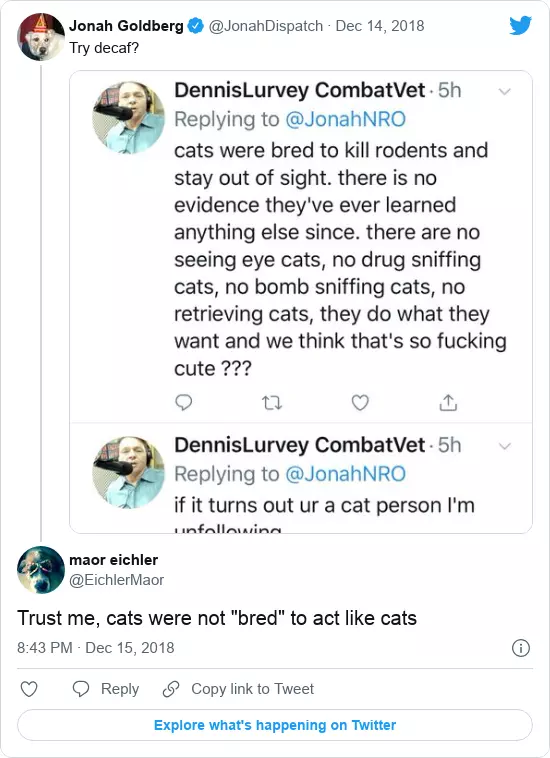 Jonah Goldberg @JonahDispatch · Dec 14, 2018
Try decaf?
DennisLurvey CombatVet · 5h
Replying to @JonahNRO
cats were bred to kill rodents and
stay out of sight. there is no
evidence they've ever learned
anything else since. there are no
seeing eye cats, no drug sniffing
cats, no bomb sniffing cats, no
retrieving cats, they do what they
want and we think that's so fucking
cute ???
DennisLurvey CombatVet · 5h
Replying to @JonahNRO
if it turns out ur a cat person I'm
unfollowing
maor eichler
@EichlerMaor
Trust me, cats were not "bred" to act like cats
8:43 PM · Dec 15, 2018
Reply Copy link to Tweet
Explore what's happening on Twitter